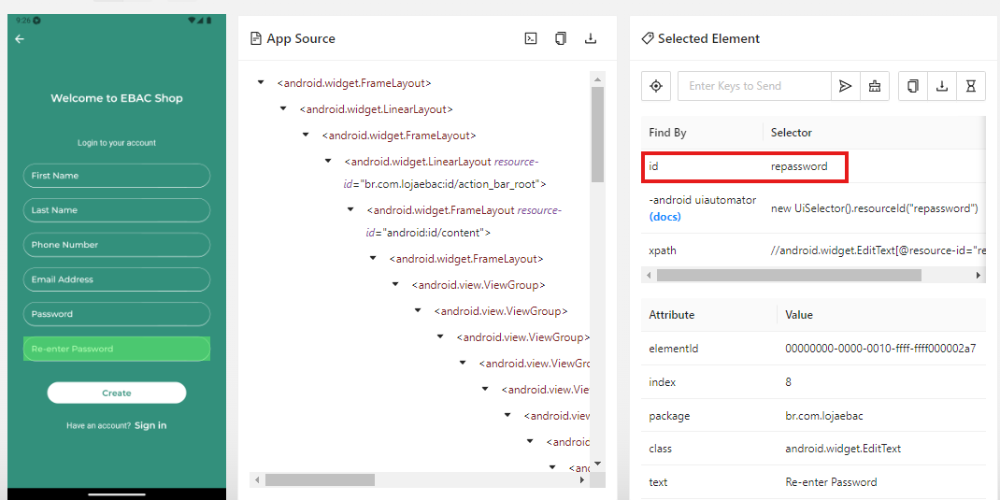 9:26
Welcome to EBAC Shop
Login to your account
First Name
Last Name
Phone Number
Email Address
Password
Re-enter Password
Create
Have an account? Sign in
App Source
<android.widget.FrameLayout>
<android.widget.LinearLayout>
<android.widget.FrameLayout>
<android.widget.LinearLayout resource-
id="br.com.lojaebac:id/action_bar_root">
<android.widget.FrameLayout resource-
id="android:id/content">
<android.widget.FrameLayout>
<android.view.ViewGroup>
<android.view.ViewGroup>
<android.view.ViewGroup>
<android.view.ViewGro
<android.view.Vie
<android.view
<android
<an
Selected Element
Enter Keys to Send
Find By Selector
id repassword
-android uiautomator
(docs)
new UiSelector().resourceId("repassword")
xpath //android.widget.EditText[@resource-id="re
Attribute Value
elementId 00000000-0000-0010-ffff-ffff000002a7
index 8
package br.com.lojaebac
class android.widget.EditText
text Re-enter Password